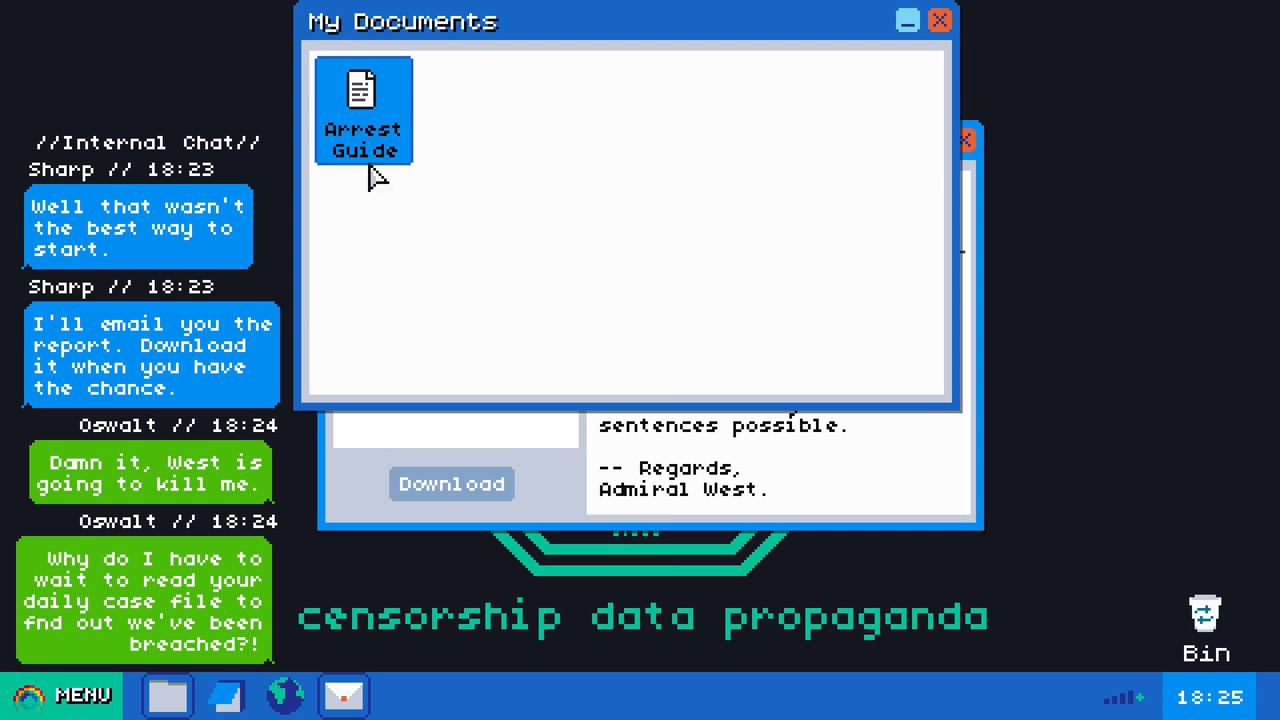 My Documents
Arrest
Guide
//Internal Chat//
Sharp // 18:23
Well that wasn't
the best way to
start.
Sharp // 18:23
I'll email you the
report. Download
it when you have
the chance.
Oswalt // 18:24
Damn it, West is
going to kill me.
Oswalt // 18:24
Why do I have to
wait to read your
daily case file to
fnd out we've been
breached?!
sentences possible.
-- Regards,
Admiral West.
Download
censorship data propaganda
Bin
MENU
18:25